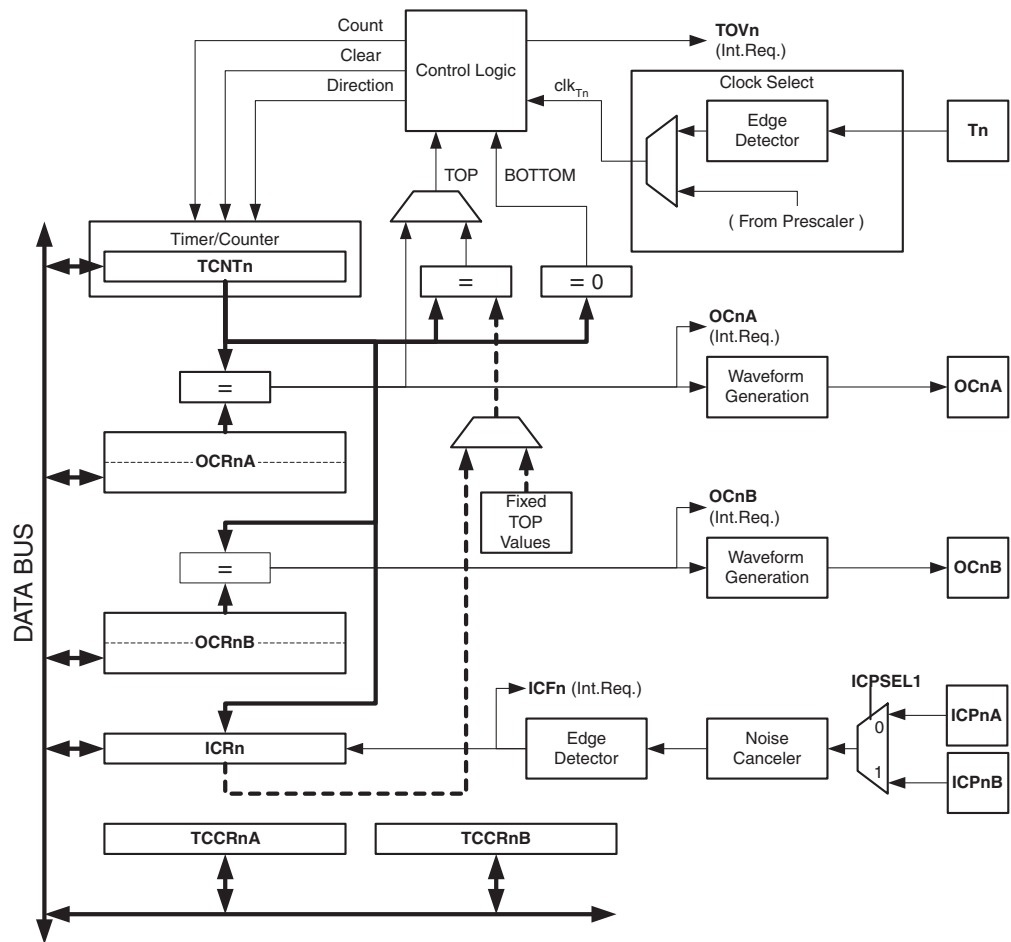 Count
Clear
Direction
Control Logic
TOVn
(Int.Req.)
clkTn
Clock Select
Edge
Detector
Tn
( From Prescaler )
TOP
BOTTOM
Timer/Counter
TCNTn
=
= 0
=
OCnA
(Int.Req.)
Waveform
Generation
OCnA
OCRnA
Fixed
TOP
Values
OCnB
(Int.Req.)
=
Waveform
Generation
OCnB
OCRnB
DATA BUS
ICFn (Int.Req.)
ICPSEL1
ICRn
Edge
Detector
Noise
Canceler
0
1
ICPnA
ICPnB
TCCRnA
TCCRnB